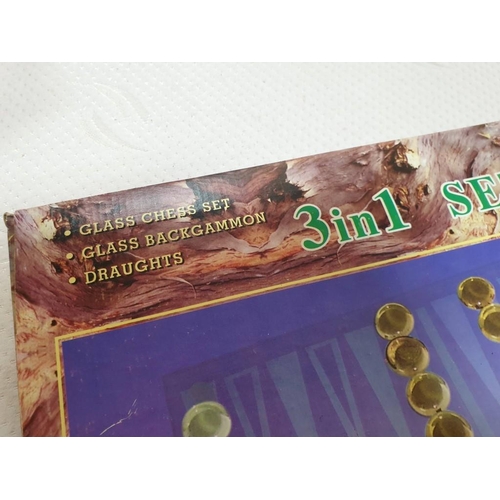 • GLASS CHESS SET
• GLASS BACKGAMMON
• DRAUGHTS
3in1